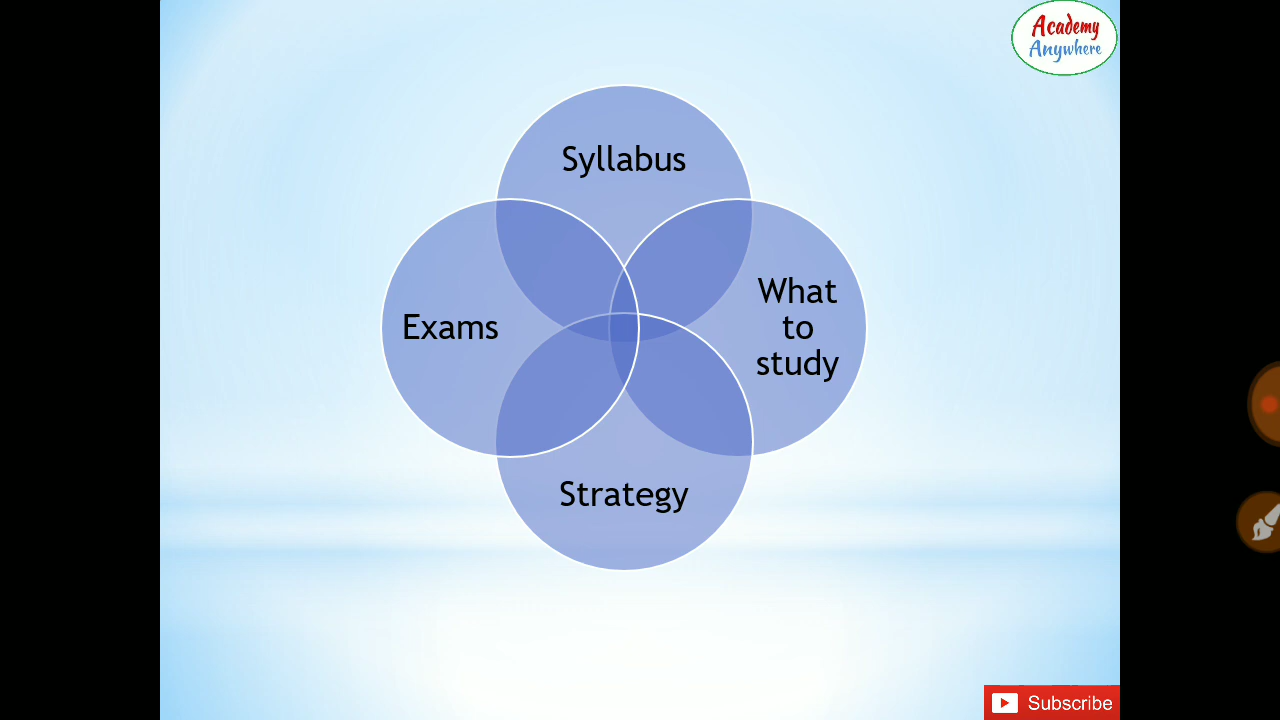 Academy
Anywhere
Syllabus
Exams
What
to
study
Strategy
Subscribe